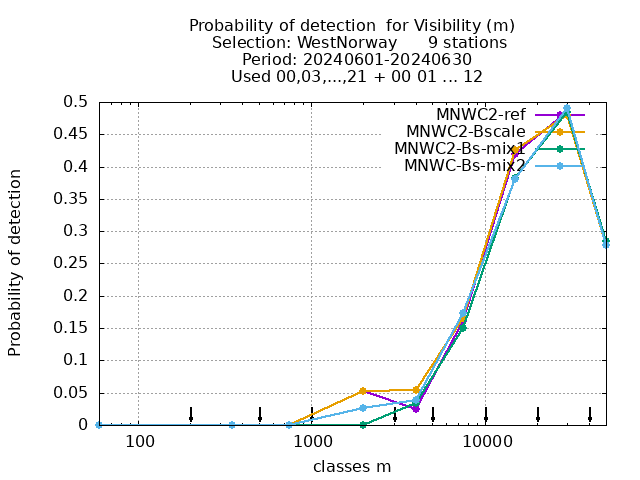 Probability of detection  for Visibility (m)
Selection: WestNorway      9 stations
Period: 20240601-20240630
Used 00,03,...,21 + 00 01 ... 12
MNWC2-ref
MNWC2-Bscale
MNWC2-Bs-mix1
MNWC-Bs-mix2
Probability of detection
0.5
0.45
0.4
0.35
0.3
0.25
0.2
0.15
0.1
0.05
0
100 1000 10000
classes m